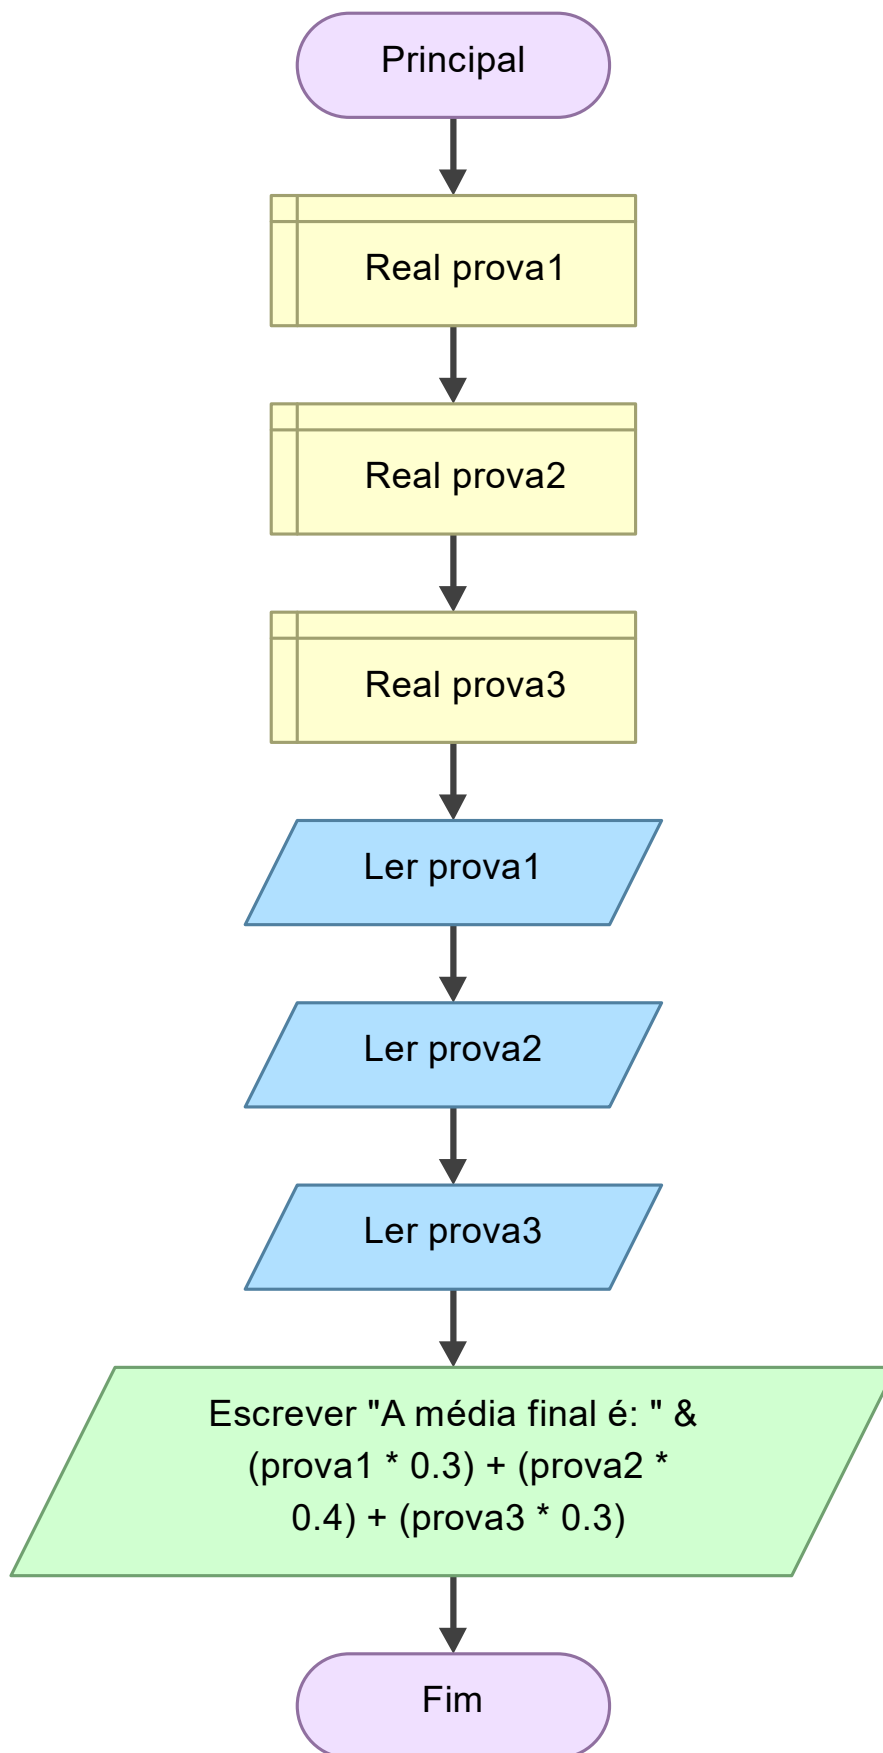 Principal
Real prova1
Real prova2
Real prova3
Ler prova1
Ler prova2
Ler prova3
Escrever "A média final é: " &
(prova1 * 0.3) + (prova2 *
0.4) + (prova3 * 0.3)
Fim